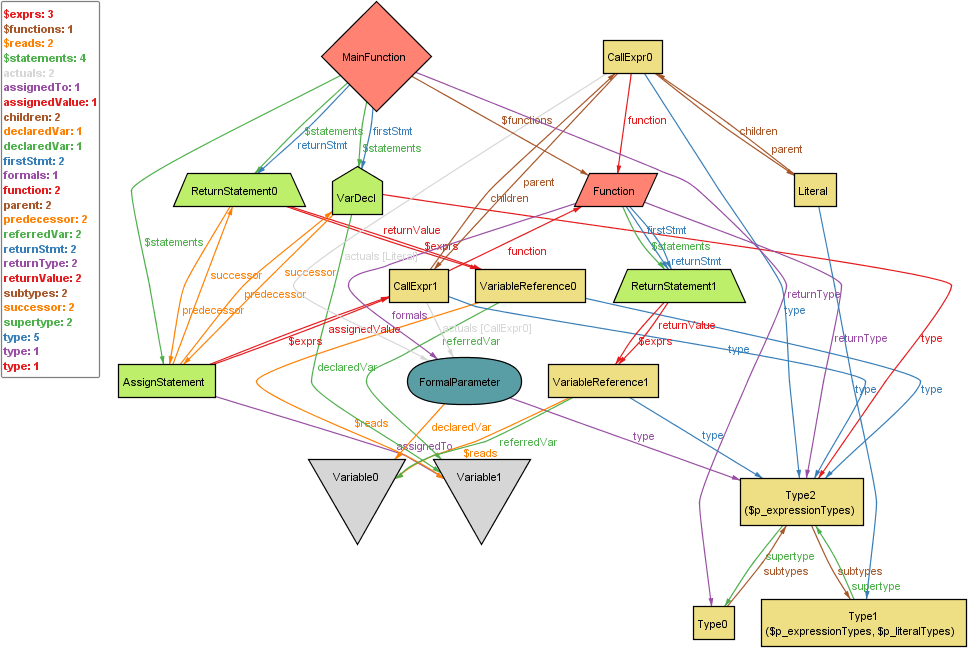 $exprs: 3
$functions: 1
$reads: 2
$statements: 4
actuals: 2
assignedTo: 1
assignedValue: 1
children: 2
declaredVar: 1
declaredVar: 1
firstStmt: 2
formals: 1
function: 2
parent: 2
predecessor: 2
referredVar: 2
returnStmt: 2
returnType: 2
returnValue: 2
subtypes: 2
successor: 2
supertype: 2
type: 5
type: 1
type: 1
MainFunction
CallExpr0
$functions
function
children
parent
$statements
firstStmt
returnStmt
$statements
ReturnStatement0
VarDecl
parent
children
Function
Literal
returnValue
firstStmt
$statements
$exprs
$statements
function
actuals [Literal]
returnStmt
successor
successor
predecessor
CallExpr1
VariableReference0
ReturnStatement1
returnType
predecessor
type
formals
assignedValue
actuals [CallExpr0]
returnValue
$exprs
referredVar
$exprs
returnType
type
type
declaredVar
AssignStatement
FormalParameter
VariableReference1
type
type
$reads
declaredVar
type
type
assignedTo
referredVar
$reads
Variable0
Variable1
Type2
($p_expressionTypes)
supertype
subtypes
subtypes
supertype
Type0
Type1
($p_expressionTypes, $p_literalTypes)